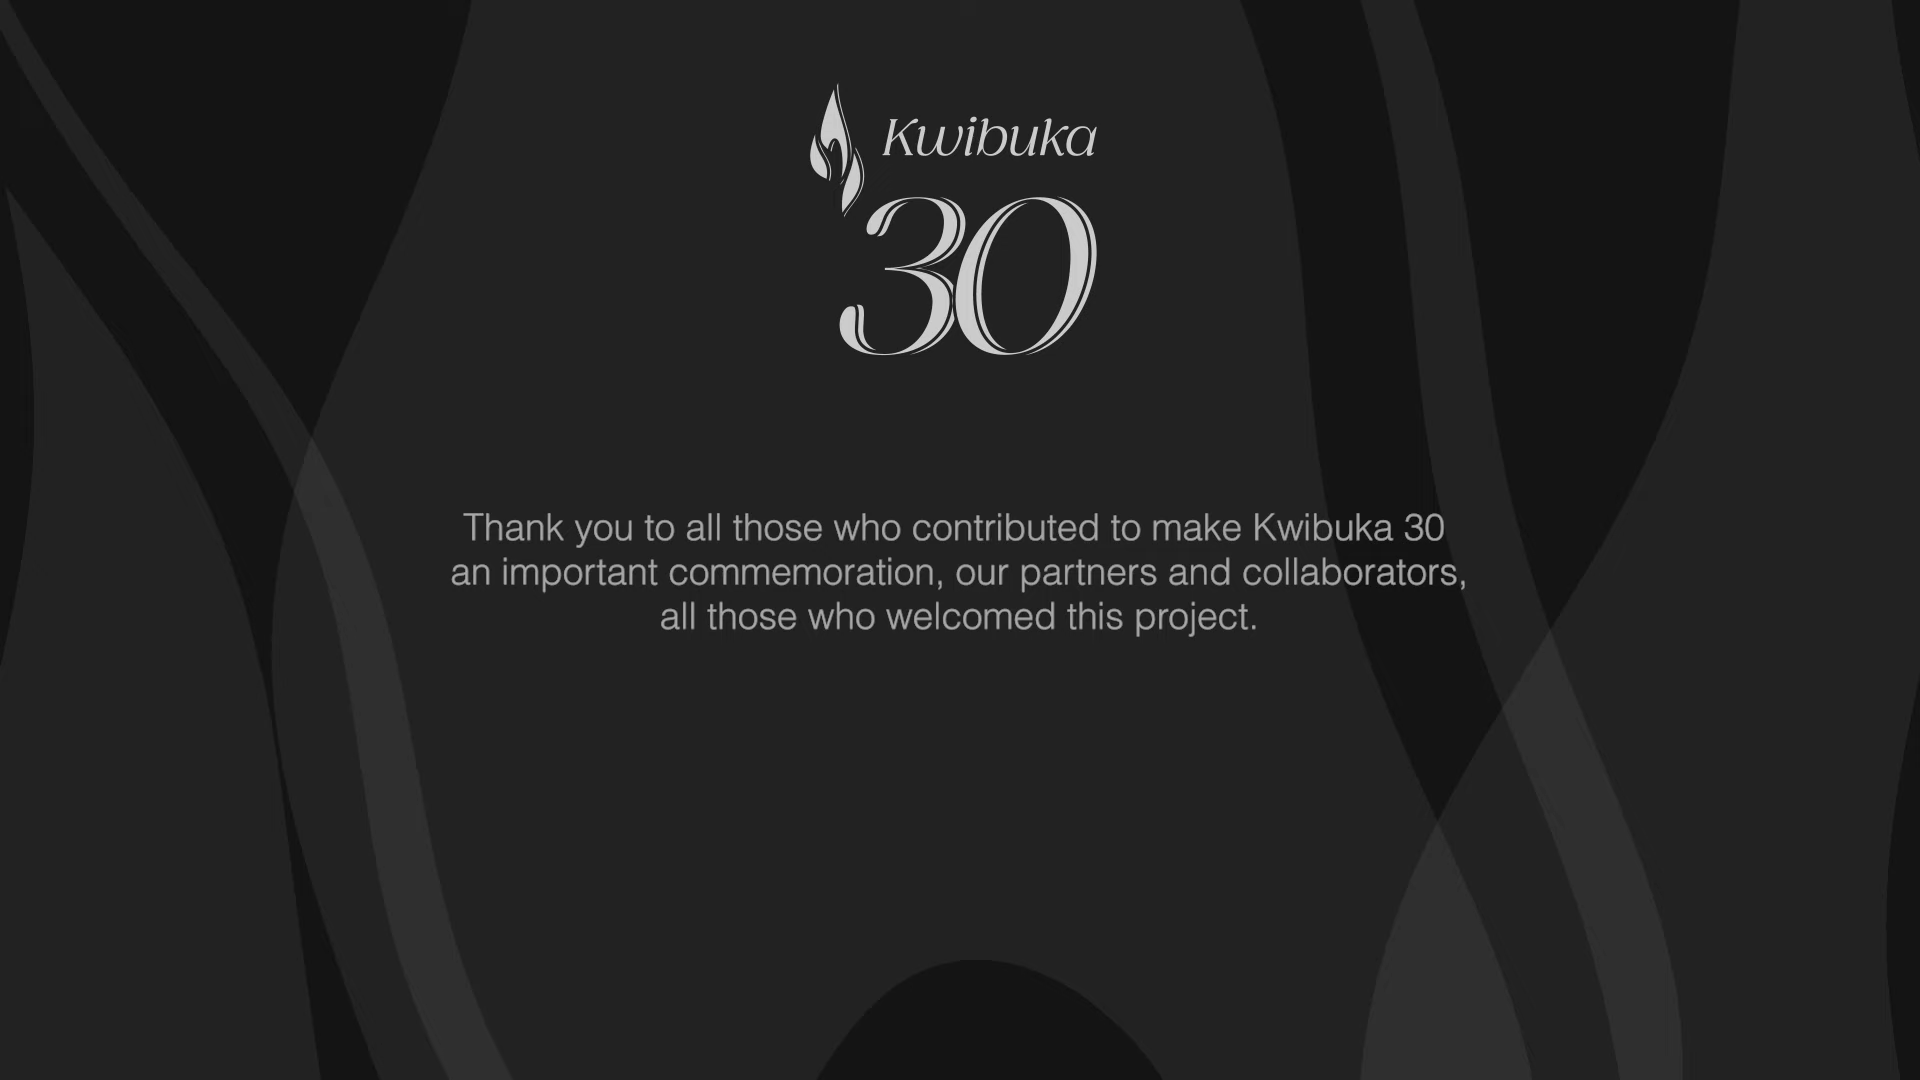 Kwibuka
30
Thank you to all those who contributed to make Kwibuka 30
an important commemoration, our partners and collaborators,
all those who welcomed this project.